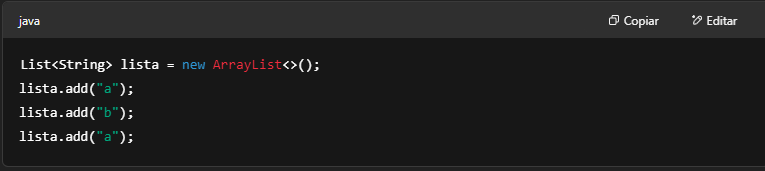 java Copiar Editar
List<String> lista = new ArrayList<>();
lista.add("a");
lista.add("b");
lista.add("a");